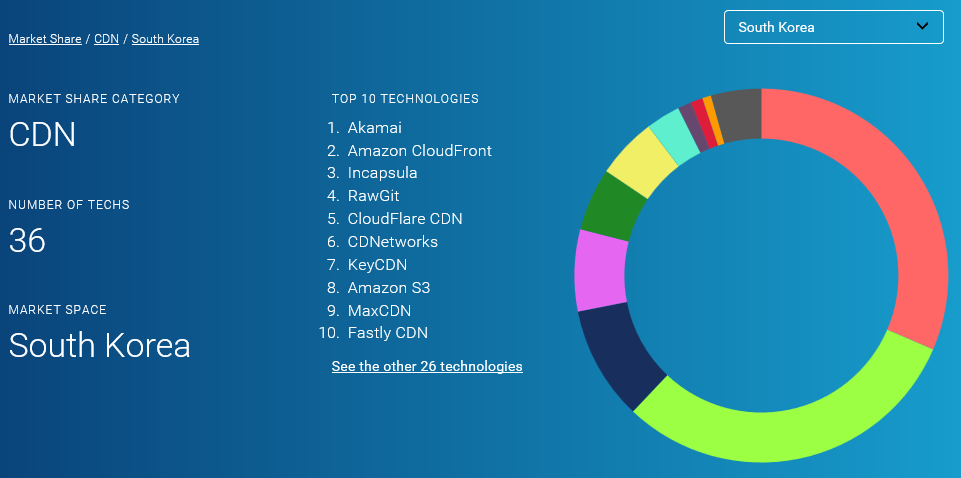 Market Share / CDN / South Korea
South Korea
MARKET SHARE CATEGORY
CDN
NUMBER OF TECHS
36
MARKET SPACE
South Korea
TOP 10 TECHNOLOGIES
1. Akamai
2. Amazon CloudFront
3. Incapsula
4. RawGit
5. CloudFlare CDN
6. CDNetworks
7. KeyCDN
8. Amazon S3
9. MaxCDN
10. Fastly CDN
See the other 26 technologies